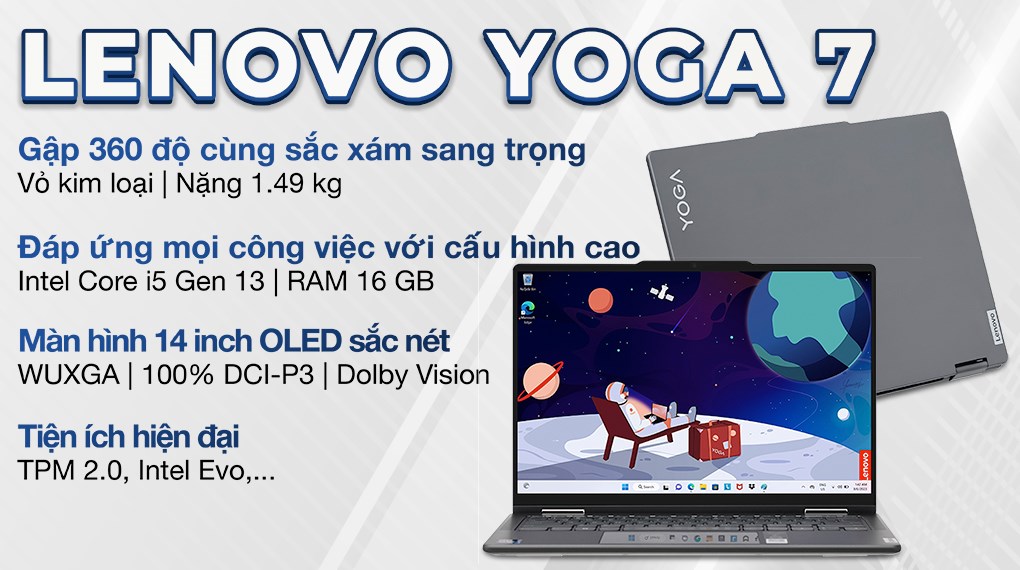 LENOVO YOGA 7
Gập 360 độ cùng sắc xám sang trọng
Vỏ kim loại | Nặng 1.49 kg
Đáp ứng mọi công việc với cấu hình cao
Intel Core i5 Gen 13 | RAM 16 GB
Màn hình 14 inch OLED sắc nét
WUXGA | 100% DCI-P3 | Dolby Vision
Tiện ích hiện đại
TPM 2.0, Intel Evo,...
YOGA
Lenovo
YOGA
Lenovo
Search